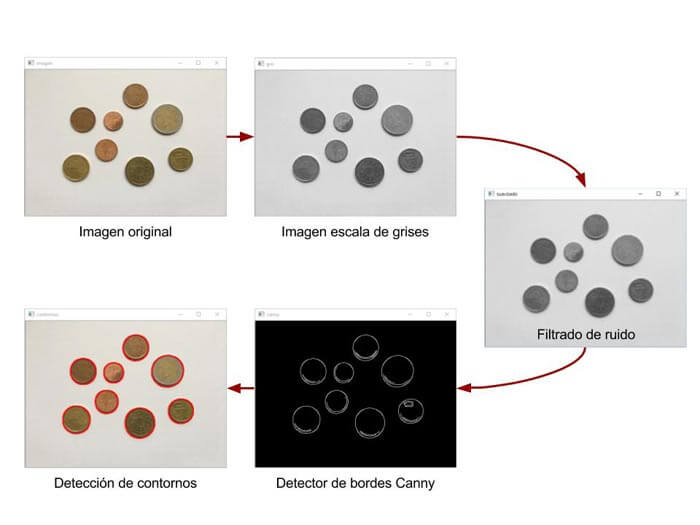 imagen
Imagen original
gris
Imagen escala de grises
suavizado
Filtrado de ruido
canny
Detector de bordes Canny
contornos
Detección de contornos